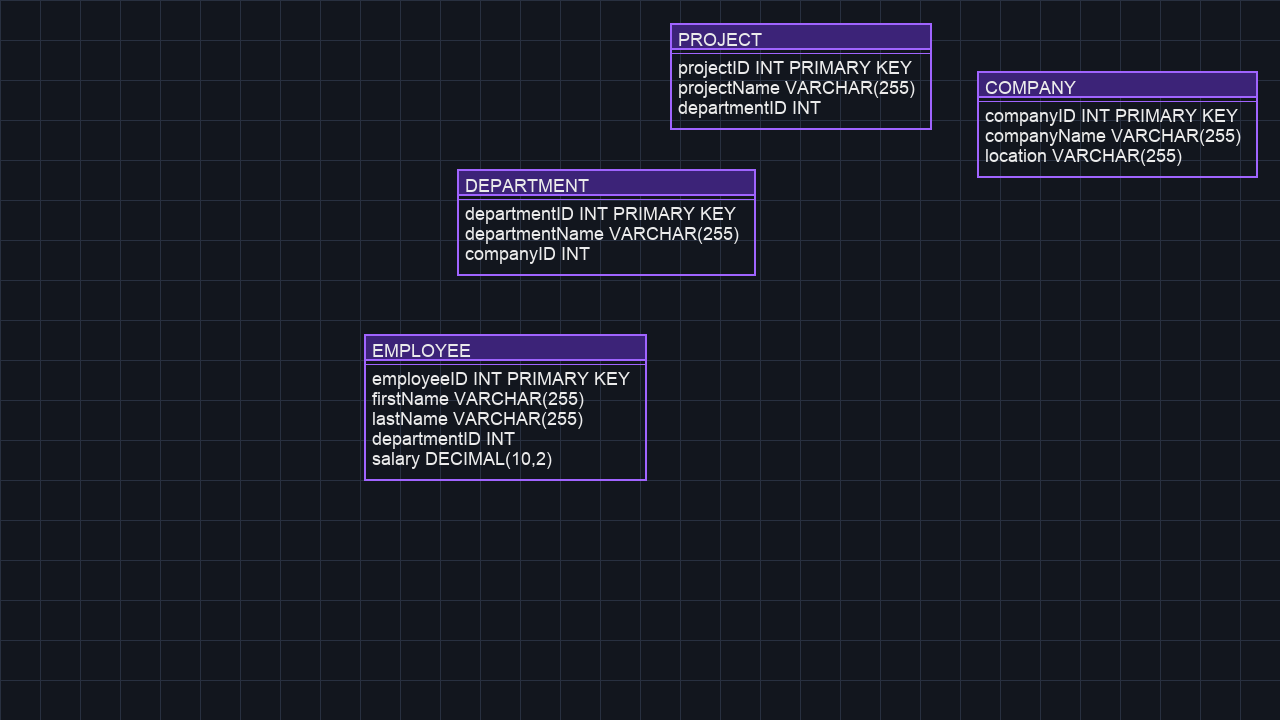 PROJECT
projectID INT PRIMARY KEY
projectName VARCHAR(255)
departmentID INT
COMPANY
companyID INT PRIMARY KEY
companyName VARCHAR(255)
location VARCHAR(255)
DEPARTMENT
departmentID INT PRIMARY KEY
departmentName VARCHAR(255)
companyID INT
EMPLOYEE
employeeID INT PRIMARY KEY
firstName VARCHAR(255)
lastName VARCHAR(255)
departmentID INT
salary DECIMAL(10,2)